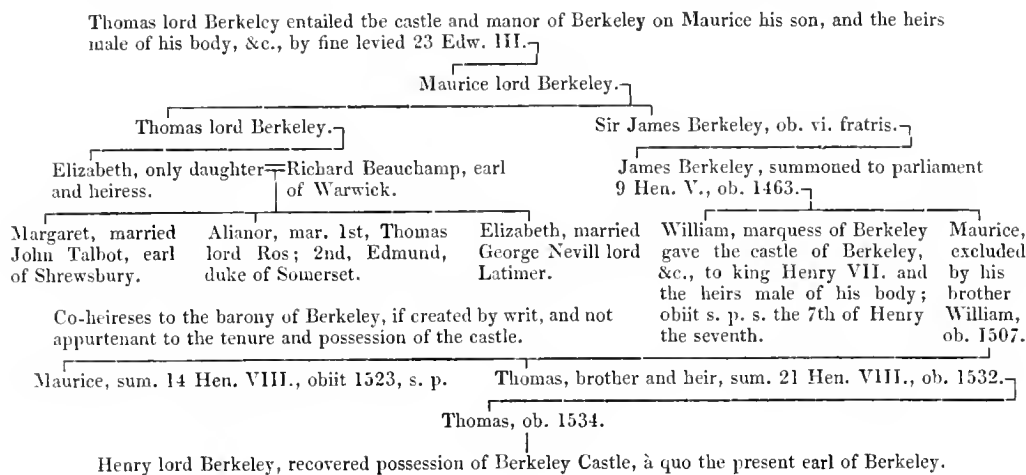 Thomas lord Berkeley entailed the castle and manor of Berkeley on Maurice his son, and the heirs
male of his body, &c., by fine levied 23 Edw. III.
Maurice lord Berkeley.
Thomas lord Berkeley.
Sir James Berkeley, ob. vi. fratris.
Elizabeth, only daughter
and heiress.
Richard Beauchamp, earl
of Warwick.
James Berkeley, summoned to parliament
9 Hen. V., ob. 1463.
Margaret, married
John Talbot, earl
of Shrewsbury.
Alianor, mar. 1st, Thomas
lord Ros; 2nd, Edmund,
duke of Somerset.
Elizabeth, married
George Nevill lord
Latimer.
William, marquess of Berkeley
gave the castle of Berkeley,
&c., to king Henry VII. and
the heirs male of his body;
obiit s. p. s. the 7th of Henry
the seventh.
Maurice,
excluded
by his
brother
William,
ob. 1507.
Co-heireses to the barony of Berkeley, if created by writ, and not
appurtenant to the tenure and possession of the castle.
Maurice, sum. 14 Hen. VIII., obiit 1523, s. p.
Thomas, brother and heir, sum. 21 Hen. VIII., ob. 1532.
Thomas, ob. 1534.
Henry lord Berkeley, recovered possession of Berkeley Castle, à quo the present earl of Berkeley.